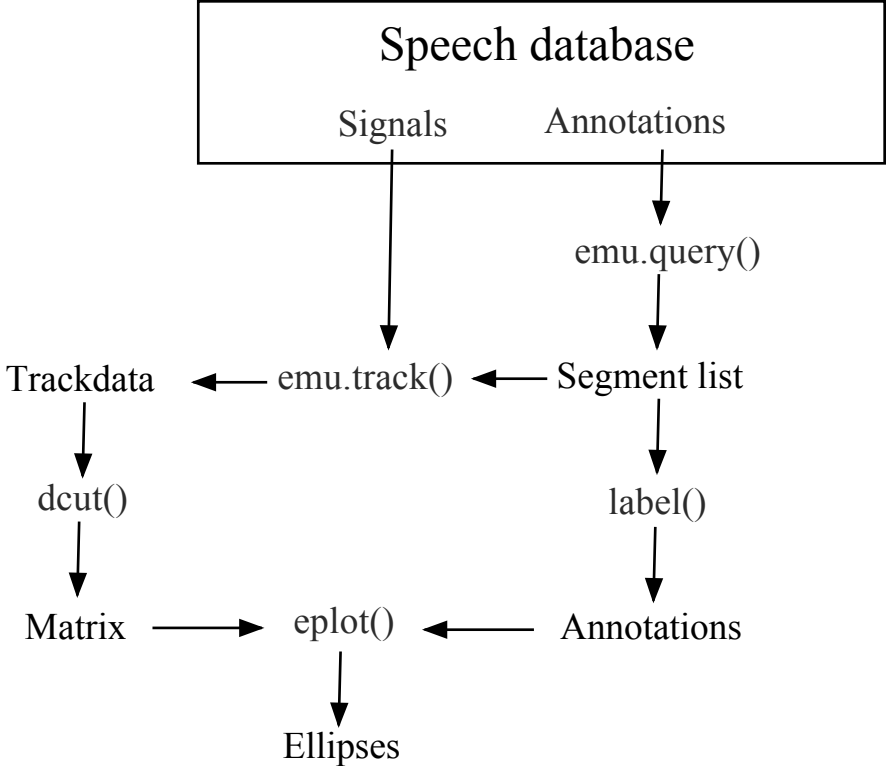 Speech database
Signals Annotations
emu.query()
Trackdata emu.track() Segment list
dcut() label()
Matrix eplot() Annotations
Ellipses